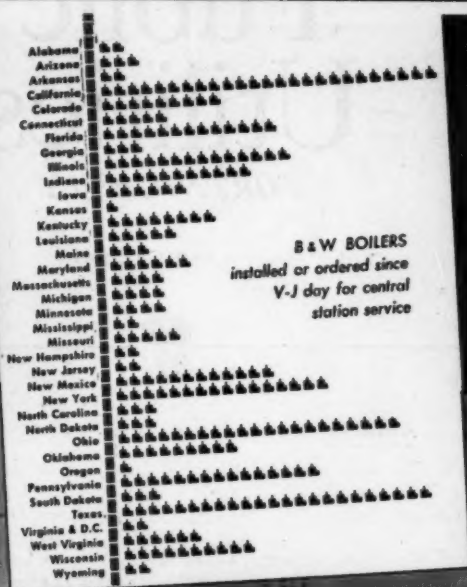 Alabama
Arizona
Arkansas
California
Colorado
Connecticut
Florida
Georgia
Illinois
Indiana
Iowa
Kansas
Kentucky
Louisiana
Maine
Maryland
Massachusetts
Michigan
Minnesota
Mississippi
Missouri
New Hampshire
New Jersey
New Mexico
New York
North Carolina
North Dakota
Ohio
Oklahoma
Oregon
Pennsylvania
South Dakota
Texas
Virginia & D.C.
West Virginia
Wisconsin
Wyoming
B & W BOILERS
installed or ordered since
V-J day for central
station service